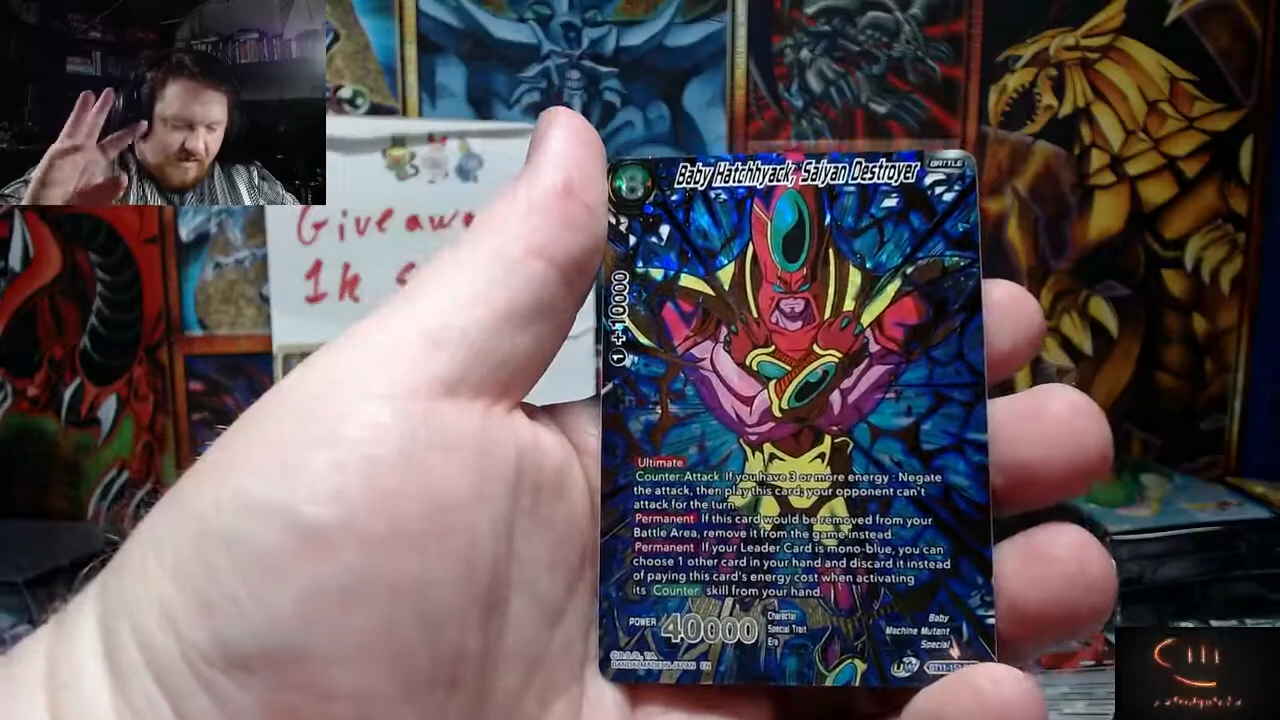 Giveaway
1k
Baby Hatchhyack, Saiyan Destroyer
BATTLE
8
1 +10000
Ultimate
Counter:Attack If you have 3 or more energy : Negate
the attack, then play this card; your opponent can't
attack for the turn.
Permanent If this card would be removed from your
Battle Area, remove it from the game instead.
Permanent If your Leader Card is mono-blue, you can
choose 1 other card in your hand and discard it instead
of paying this card's energy cost when activating
its Counter skill from your hand.
POWER 40000
Character Baby
Special Trait Machine Mutant
Era Special
BANDAI MADE IN JAPAN EN